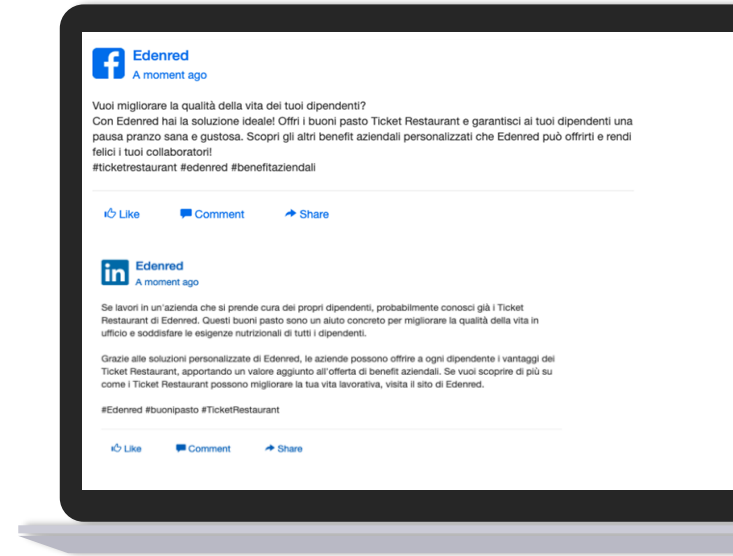 Edenred
A moment ago
Vuoi migliorare la qualità della vita dei tuoi dipendenti?
Con Edenred hai la soluzione ideale! Offri i buoni pasto Ticket Restaurant e garantisci ai tuoi dipendenti una
pausa pranzo sana e gustosa. Scopri gli altri benefit aziendali personalizzati che Edenred può offrirti e rendi
felici i tuoi collaboratori!
#ticketrestaurant #edenred #benefitaziendali
Like Comment Share
in
Edenred
A moment ago
Se lavori in un'azienda che si prende cura dei propri dipendenti, probabilmente conosci già i Ticket
Restaurant di Edenred. Questi buoni pasto sono un aiuto concreto per migliorare la qualità della vita in
ufficio e soddisfare le esigenze nutrizionali di tutti i dipendenti.
Grazie alle soluzioni personalizzate di Edenred, le aziende possono offrire a ogni dipendente i vantaggi dei
Ticket Restaurant, apportando un valore aggiunto all'offerta di benefit aziendali. Se vuoi scoprire di più su
come i Ticket Restaurant possono migliorare la tua vita lavorativa, visita il sito di Edenred.
#Edenred #buonipasto #TicketRestaurant
Like Comment Share